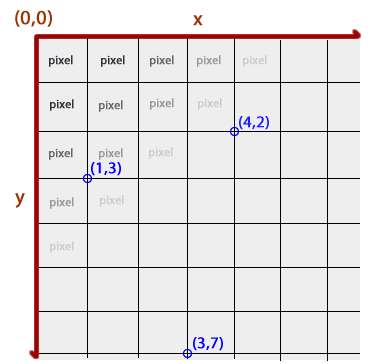 (0,0) x
pixel pixel pixel pixel pixel
pixel pixel pixel pixel
(4,2)
pixel pixel pixel
(1,3)
y
pixel pixel
pixel
(3,7)